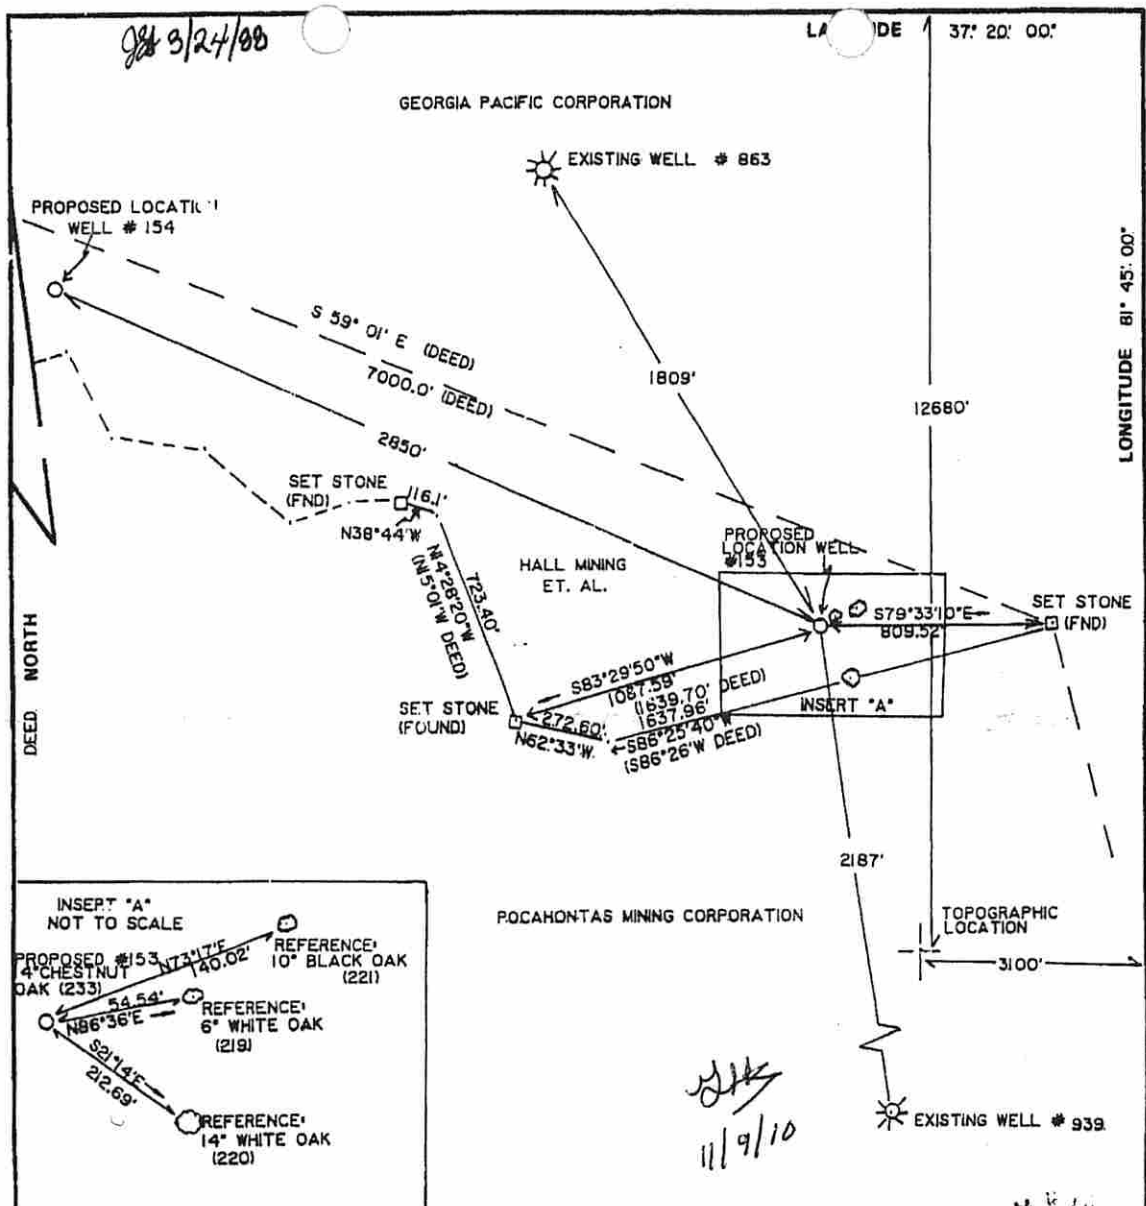 3/24/88
LA DE 37° 20' 00"
GEORGIA PACIFIC CORPORATION
EXISTING WELL # 863
PROPOSED LOCATI
WELL # 154
LONGITUDE 81° 45' 00"
S 59° 01' E (DEED)
7000.0' (DEED)
1809'
12680'
2850'
SET STONE
(FND)
116.1'
N38°44'W
N14°28'20"W
(N15°01'W DEED)
723.40'
HALL MINING
ET. AL.
PROPOSED
LOCATION WELL
#153
S79°33'10"E
809.52'
SET STONE
(FND)
DEED NORTH
S83°29'50"W
1087.59'
(1639.70' DEED)
1637.96'
S86°25'40"W
(S86°26'W DEED)
INSERT "A"
SET STONE
(FOUND)
272.60'
N62°33'W
2187'
INSERT "A"
NOT TO SCALE
POCAHONTAS MINING CORPORATION
TOPOGRAPHIC
LOCATION
3100'
PROPOSED #153
4" CHESTNUT
OAK (233)
N73°17'E
140.02'
REFERENCE:
10" BLACK OAK
(221)
54.54'
N86°36'E
REFERENCE:
6" WHITE OAK
(219)
S21°14'E
212.69'
REFERENCE:
14" WHITE OAK
(220)
11/9/10
EXISTING WELL # 939